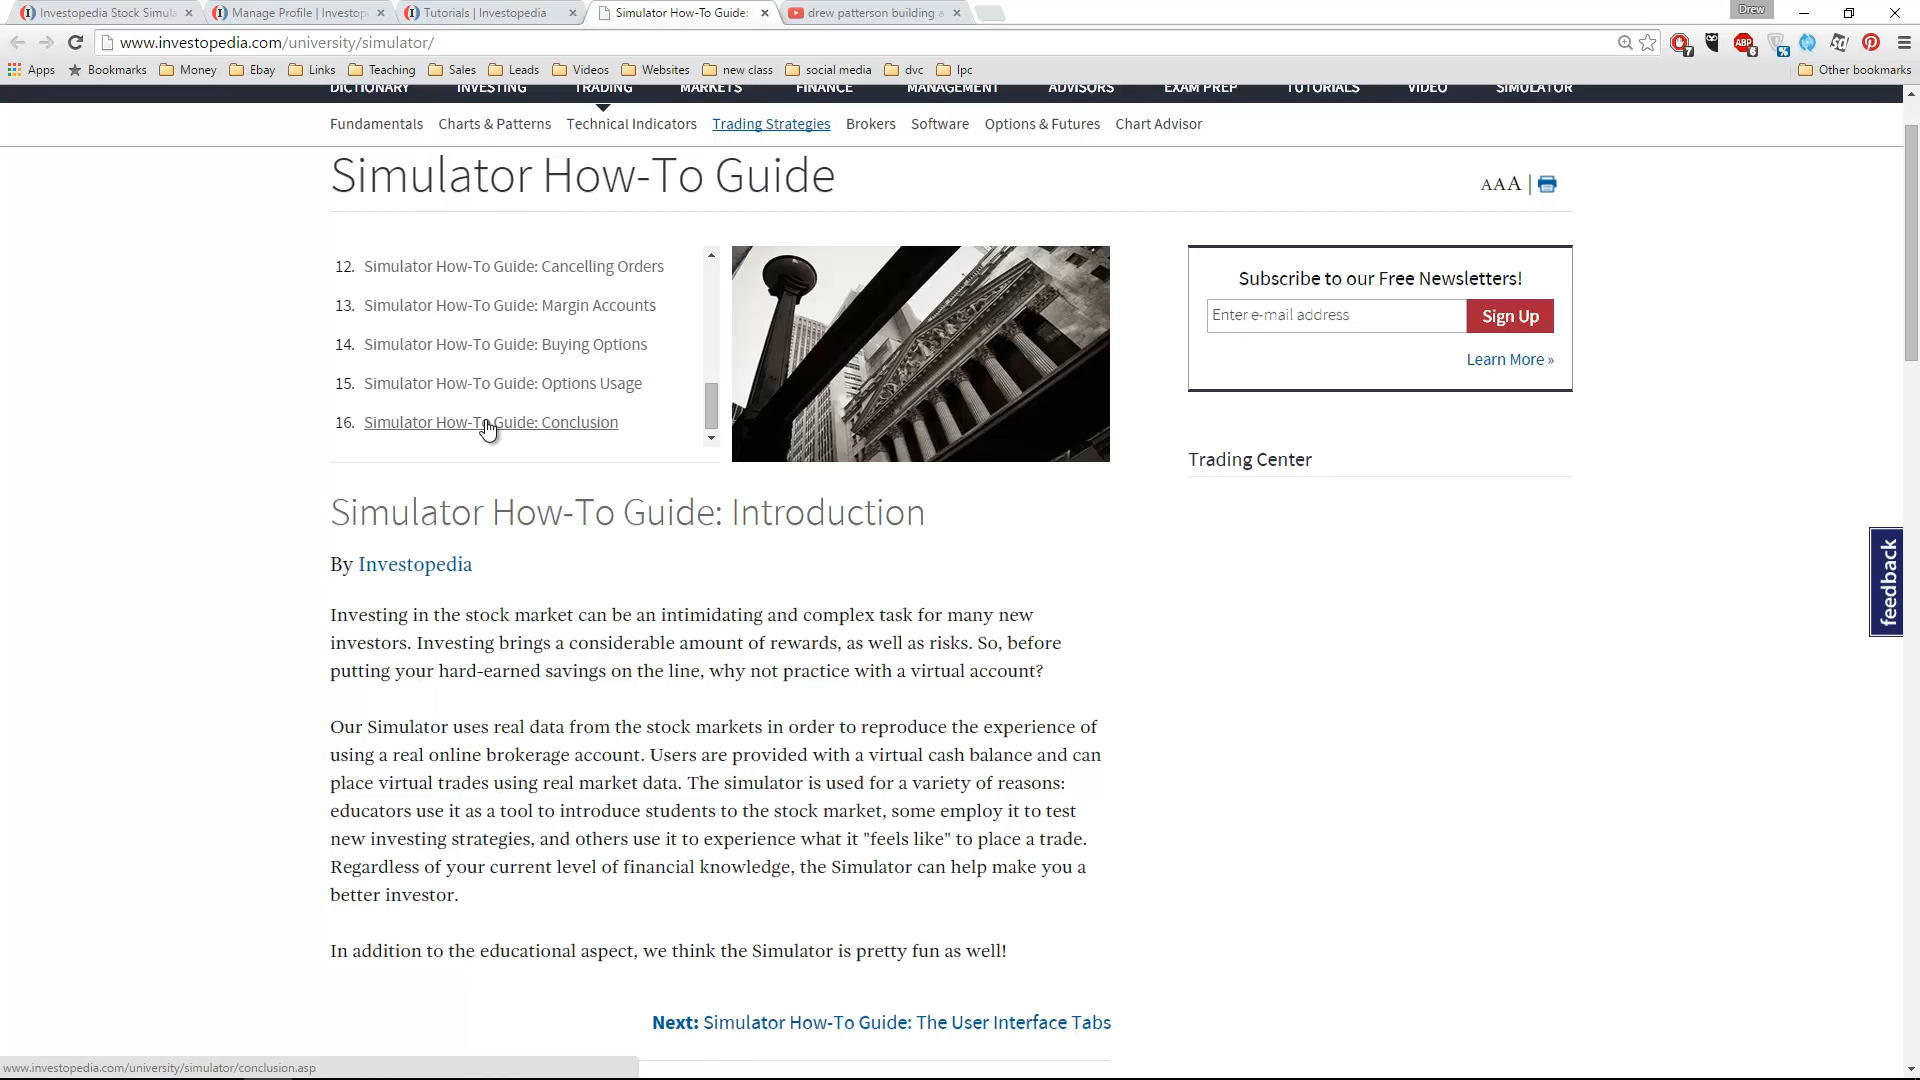 Investopedia Stock Simula
Manage Profile | Investop
Tutorials | Investopedia
Simulator How-To Guide:
drew patterson building
Drew
www.investopedia.com/university/simulator/
7
ABP
6
%
Apps
Bookmarks
Money
Ebay
Links
Teaching
Sales
Leads
Videos
Websites
new class
social media
dvc
lpc
Other bookmarks
DICTIONARY
INVESTING
TRADING
MARKETS
FINANCE
MANAGEMENT
ADVISORS
EXAM PREP
TUTORIALS
VIDEO
SIMULATOR
Fundamentals
Charts & Patterns
Technical Indicators
Trading Strategies
Brokers
Software
Options & Futures
Chart Advisor
Simulator How-To Guide
AAA |
12. Simulator How-To Guide: Cancelling Orders
13. Simulator How-To Guide: Margin Accounts
14. Simulator How-To Guide: Buying Options
15. Simulator How-To Guide: Options Usage
16. Simulator How-To Guide: Conclusion
Subscribe to our Free Newsletters!
Enter e-mail address
Sign Up
Learn More »
Trading Center
feedback
Simulator How-To Guide: Introduction
By Investopedia
Investing in the stock market can be an intimidating and complex task for many new
investors. Investing brings a considerable amount of rewards, as well as risks. So, before
putting your hard-earned savings on the line, why not practice with a virtual account?
Our Simulator uses real data from the stock markets in order to reproduce the experience of
using a real online brokerage account. Users are provided with a virtual cash balance and can
place virtual trades using real market data. The simulator is used for a variety of reasons:
educators use it as a tool to introduce students to the stock market, some employ it to test
new investing strategies, and others use it to experience what it "feels like" to place a trade.
Regardless of your current level of financial knowledge, the Simulator can help make you a
better investor.
In addition to the educational aspect, we think the Simulator is pretty fun as well!
Next: Simulator How-To Guide: The User Interface Tabs
www.investopedia.com/university/simulator/conclusion.asp